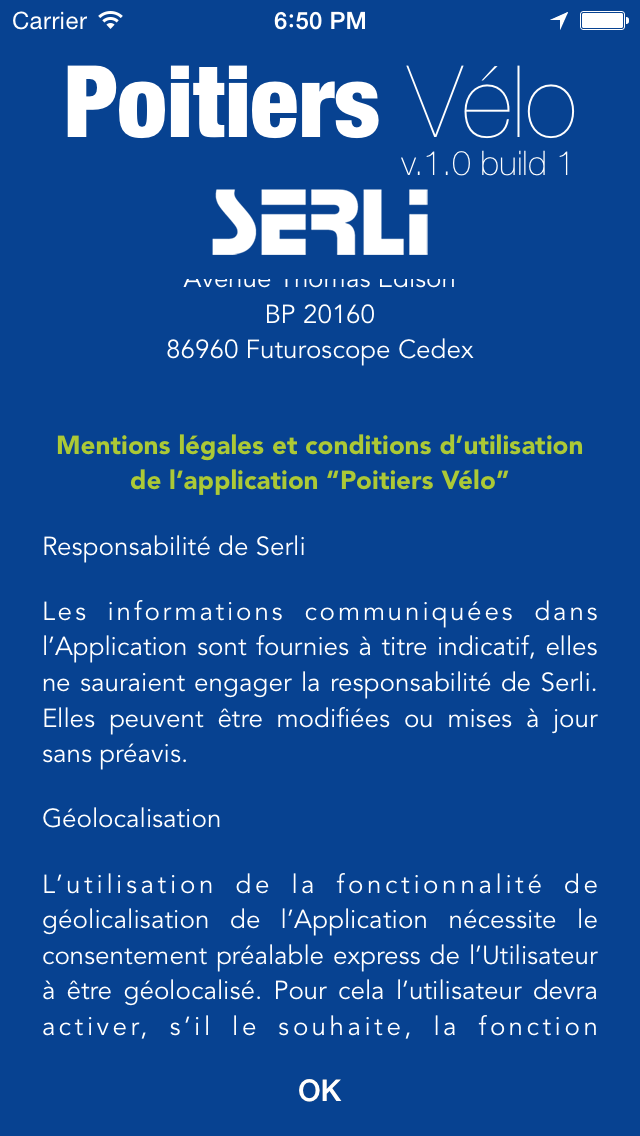 Carrier 6:50 PM
Poitiers Vélo
v.1.0 build 1
SERLI
Avenue Thomas Edison
BP 20160
86960 Futuroscope Cedex
Mentions légales et conditions d’utilisation
de l’application “Poitiers Vélo”
Responsabilité de Serli
Les informations communiquées dans
l’Application sont fournies à titre indicatif, elles
ne sauraient engager la responsabilité de Serli.
Elles peuvent être modifiées ou mises à jour
sans préavis.
Géolocalisation
L’utilisation de la fonctionnalité de
géolicalisation de l’Application nécessite le
consentement préalable express de l’Utilisateur
à être géolocalisé. Pour cela l’utilisateur devra
activer, s’il le souhaite, la fonction
OK